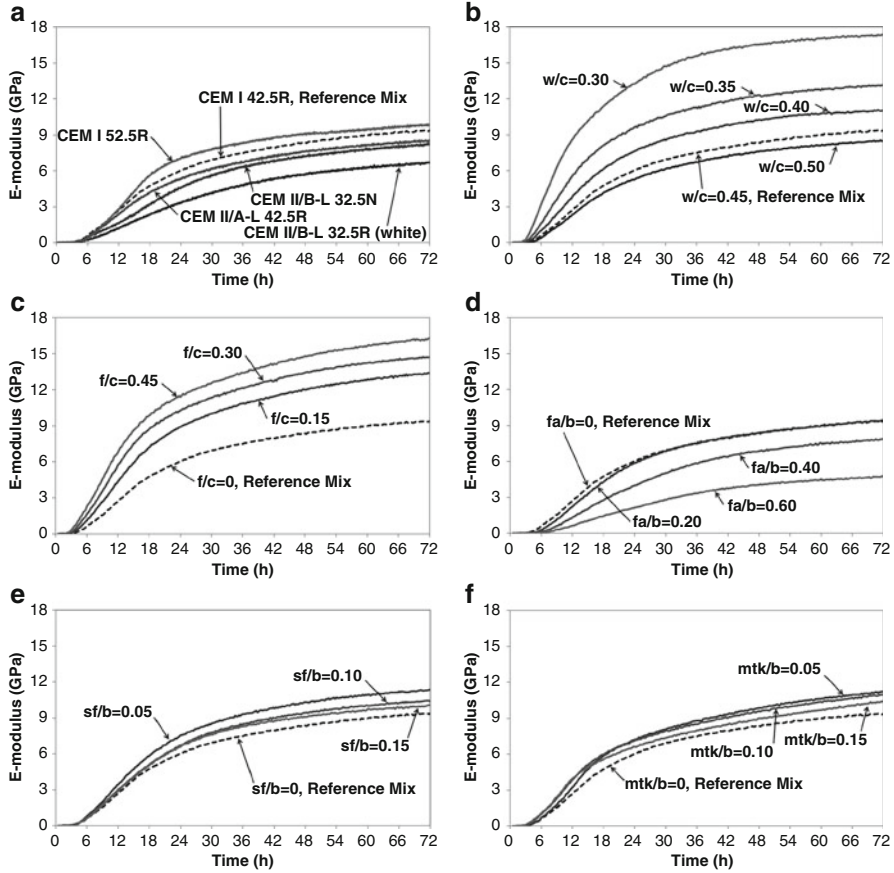 a
E-modulus (GPa)
18
15
12
9
6
3
0
CEM I 42.5R, Reference Mix
CEM I 52.5R
CEM II/B-L 32.5N
CEM II/A-L 42.5R
CEM II/B-L 32.5R (white)
0 6 12 18 24 30 36 42 48 54 60 66 72
Time (h)
b
E-modulus (GPa)
18
15
12
9
6
3
0
w/c=0.30
w/c=0.35
w/c=0.40
w/c=0.50
w/c=0.45, Reference Mix
0 6 12 18 24 30 36 42 48 54 60 66 72
Time (h)
c
E-modulus (GPa)
18
15
12
9
6
3
0
f/c=0.30
f/c=0.45
f/c=0.15
f/c=0, Reference Mix
0 6 12 18 24 30 36 42 48 54 60 66 72
Time (h)
d
E-modulus (GPa)
18
15
12
9
6
3
0
fa/b=0, Reference Mix
fa/b=0.40
fa/b=0.60
fa/b=0.20
0 6 12 18 24 30 36 42 48 54 60 66 72
Time (h)
e
E-modulus (GPa)
18
15
12
9
6
3
0
sf/b=0.10
sf/b=0.05
sf/b=0.15
sf/b=0, Reference Mix
0 6 12 18 24 30 36 42 48 54 60 66 72
Time (h)
f
E-modulus (GPa)
18
15
12
9
6
3
0
mtk/b=0.05
mtk/b=0.10
mtk/b=0.15
mtk/b=0, Reference Mix
0 6 12 18 24 30 36 42 48 54 60 66 72
Time (h)